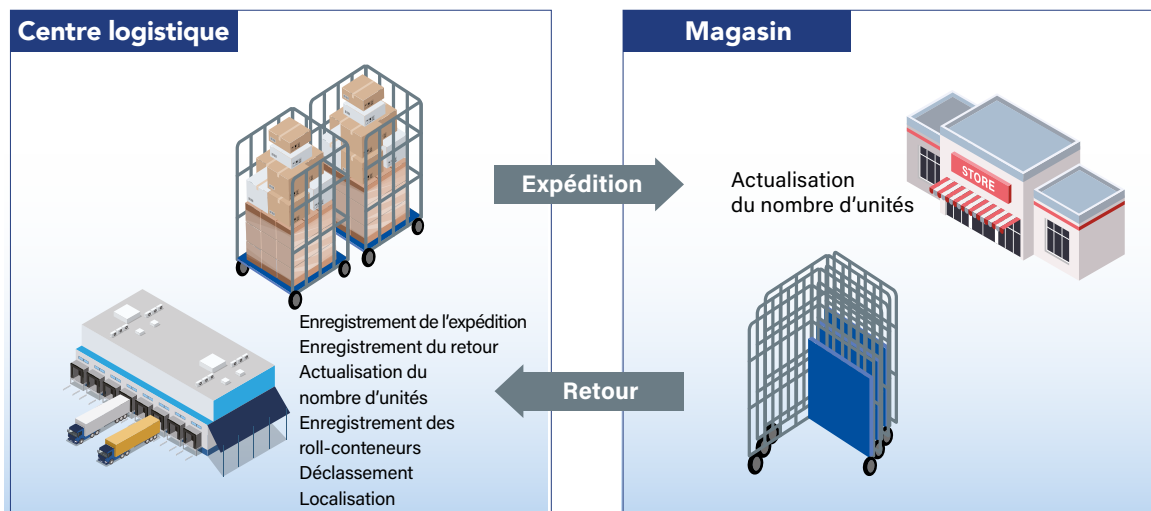 Centre logistique
Enregistrement de l’expédition
Enregistrement du retour
Actualisation du
nombre d’unités
Enregistrement des
roll-conteneurs
Déclassement
Localisation
Expédition
Retour
Magasin
Actualisation
du nombre d’unités
STORE